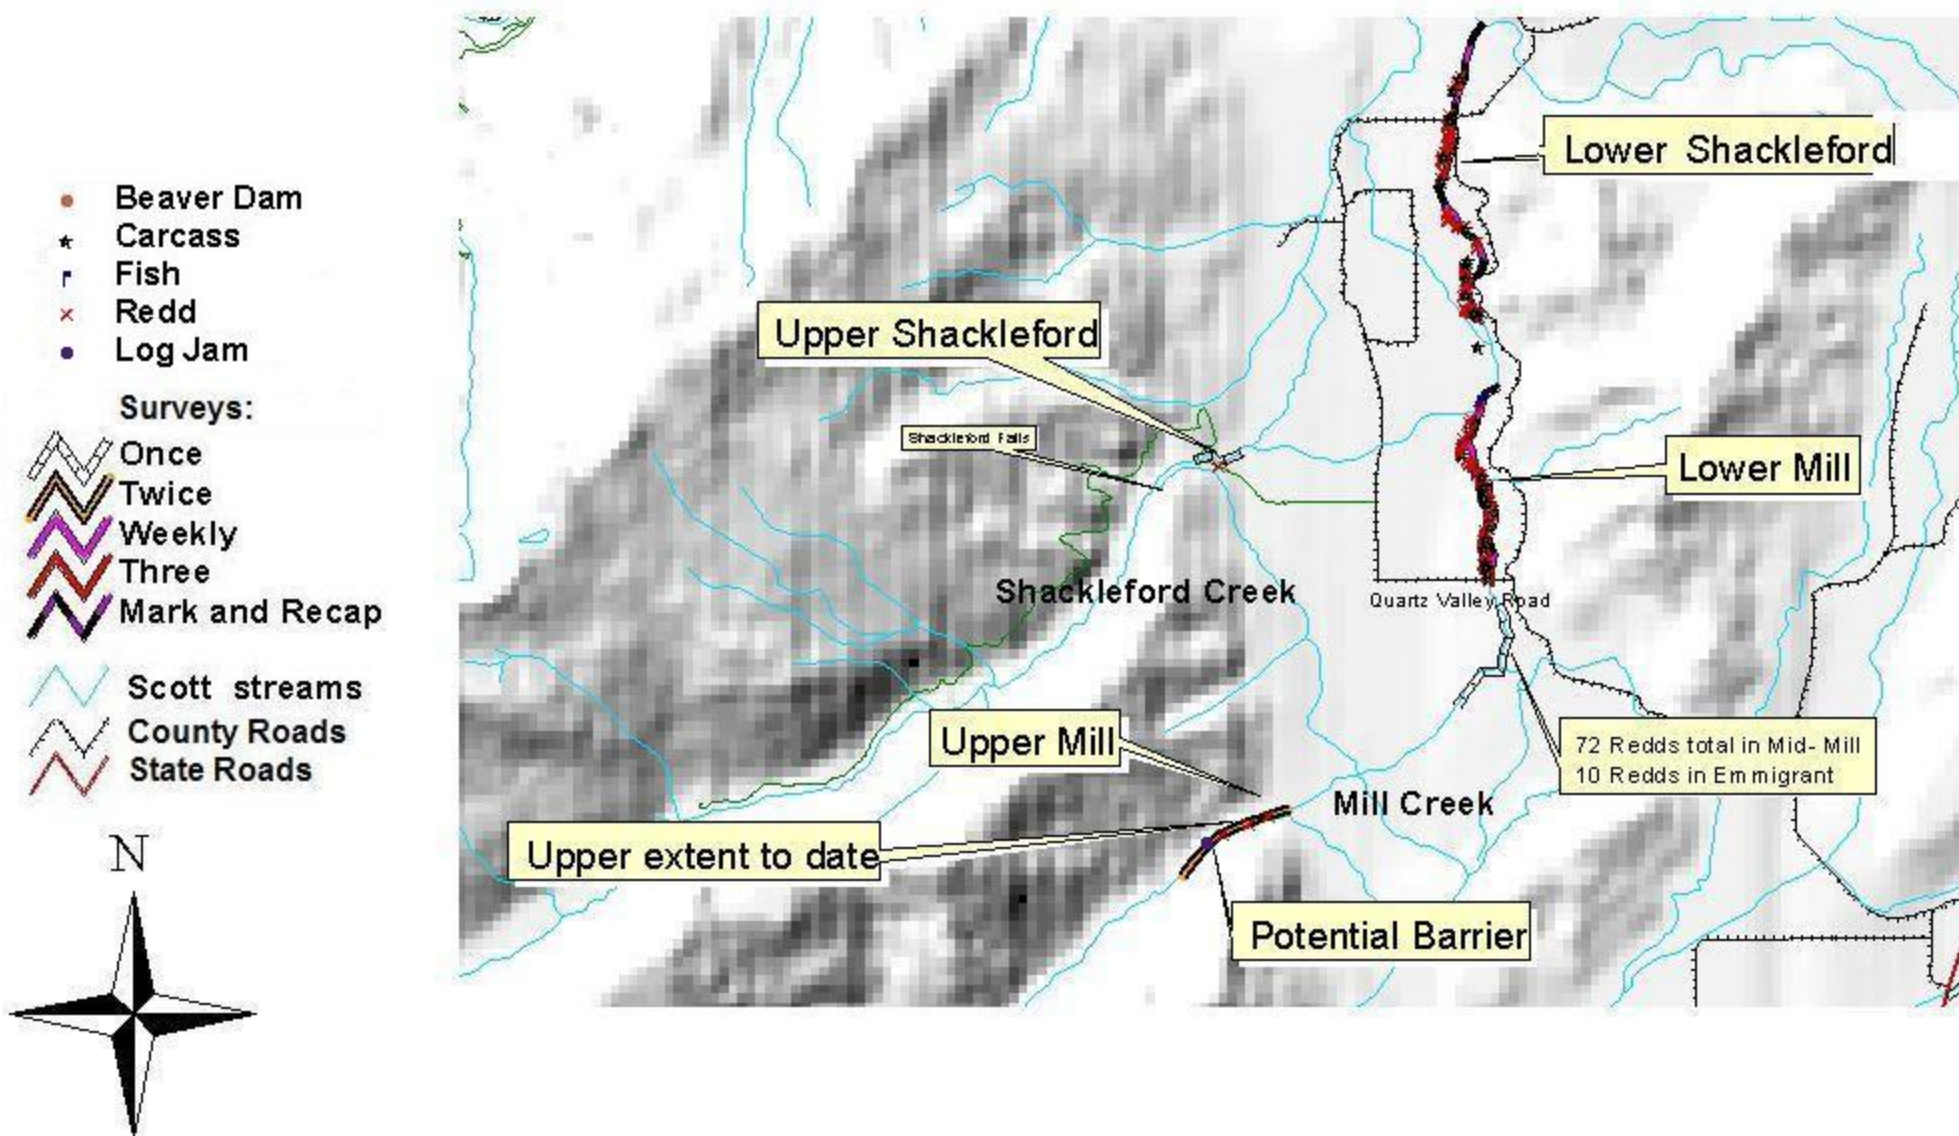 Beaver Dam
Carcass
Fish
Redd
Log Jam
Surveys:
Once
Twice
Weekly
Three
Mark and Recap
Scott streams
County Roads
State Roads
N
Lower Shackleford
Upper Shackleford
Shackleford Falls
Lower Mill
Shackleford Creek
Quartz Valley Road
Upper Mill
72 Redds total in Mid- Mill
10 Redds in Emmigrant
Mill Creek
Upper extent to date
Potential Barrier